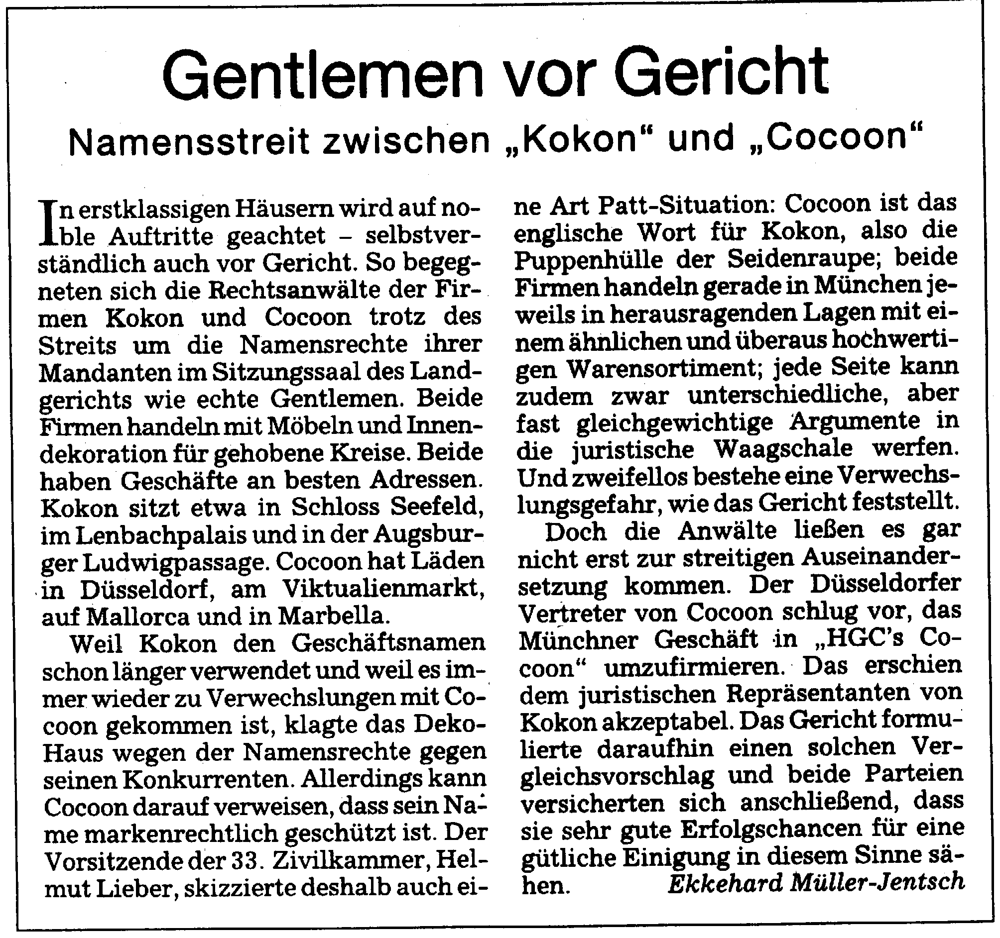 Gentlemen vor Gericht
Namensstreit zwischen „Kokon“ und „Cocoon“
In erstklassigen Häusern wird auf no-
ble Auftritte geachtet – selbstver-
ständlich auch vor Gericht. So begeg-
neten sich die Rechtsanwälte der Fir-
men Kokon und Cocoon trotz des
Streits um die Namensrechte ihrer
Mandanten im Sitzungssaal des Land-
gerichts wie echte Gentlemen. Beide
Firmen handeln mit Möbeln und Innen-
dekoration für gehobene Kreise. Beide
haben Geschäfte an besten Adressen.
Kokon sitzt etwa in Schloss Seefeld,
im Lenbachpalais und in der Augsbur-
ger Ludwigpassage. Cocoon hat Läden
in Düsseldorf, am Viktualienmarkt,
auf Mallorca und in Marbella.
Weil Kokon den Geschäftsnamen
schon länger verwendet und weil es im-
mer wieder zu Verwechslungen mit Co-
coon gekommen ist, klagte das Deko-
Haus wegen der Namensrechte gegen
seinen Konkurrenten. Allerdings kann
Cocoon darauf verweisen, dass sein Na-
me markenrechtlich geschützt ist. Der
Vorsitzende der 33. Zivilkammer, Hel-
mut Lieber, skizzierte deshalb auch ei-
ne Art Patt-Situation: Cocoon ist das
englische Wort für Kokon, also die
Puppenhülle der Seidenraupe; beide
Firmen handeln gerade in München je-
weils in herausragenden Lagen mit ei-
nem ähnlichen und überaus hochwerti-
gen Warensortiment; jede Seite kann
zudem zwar unterschiedliche, aber
fast gleichgewichtige Argumente in
die juristische Waagschale werfen.
Und zweifellos bestehe eine Verwechs-
lungsgefahr, wie das Gericht feststellt.
Doch die Anwälte ließen es gar
nicht erst zur streitigen Auseinander-
setzung kommen. Der Düsseldorfer
Vertreter von Cocoon schlug vor, das
Münchner Geschäft in „HGC's Co-
coon“ umzufirmieren. Das erschien
dem juristischen Repräsentanten von
Kokon akzeptabel. Das Gericht formu-
lierte daraufhin einen solchen Ver-
gleichsvorschlag und beide Parteien
versicherten sich anschließend, dass
sie sehr gute Erfolgschancen für eine
gütliche Einigung in diesem Sinne sä-
hen. Ekkehard Müller-Jentsch